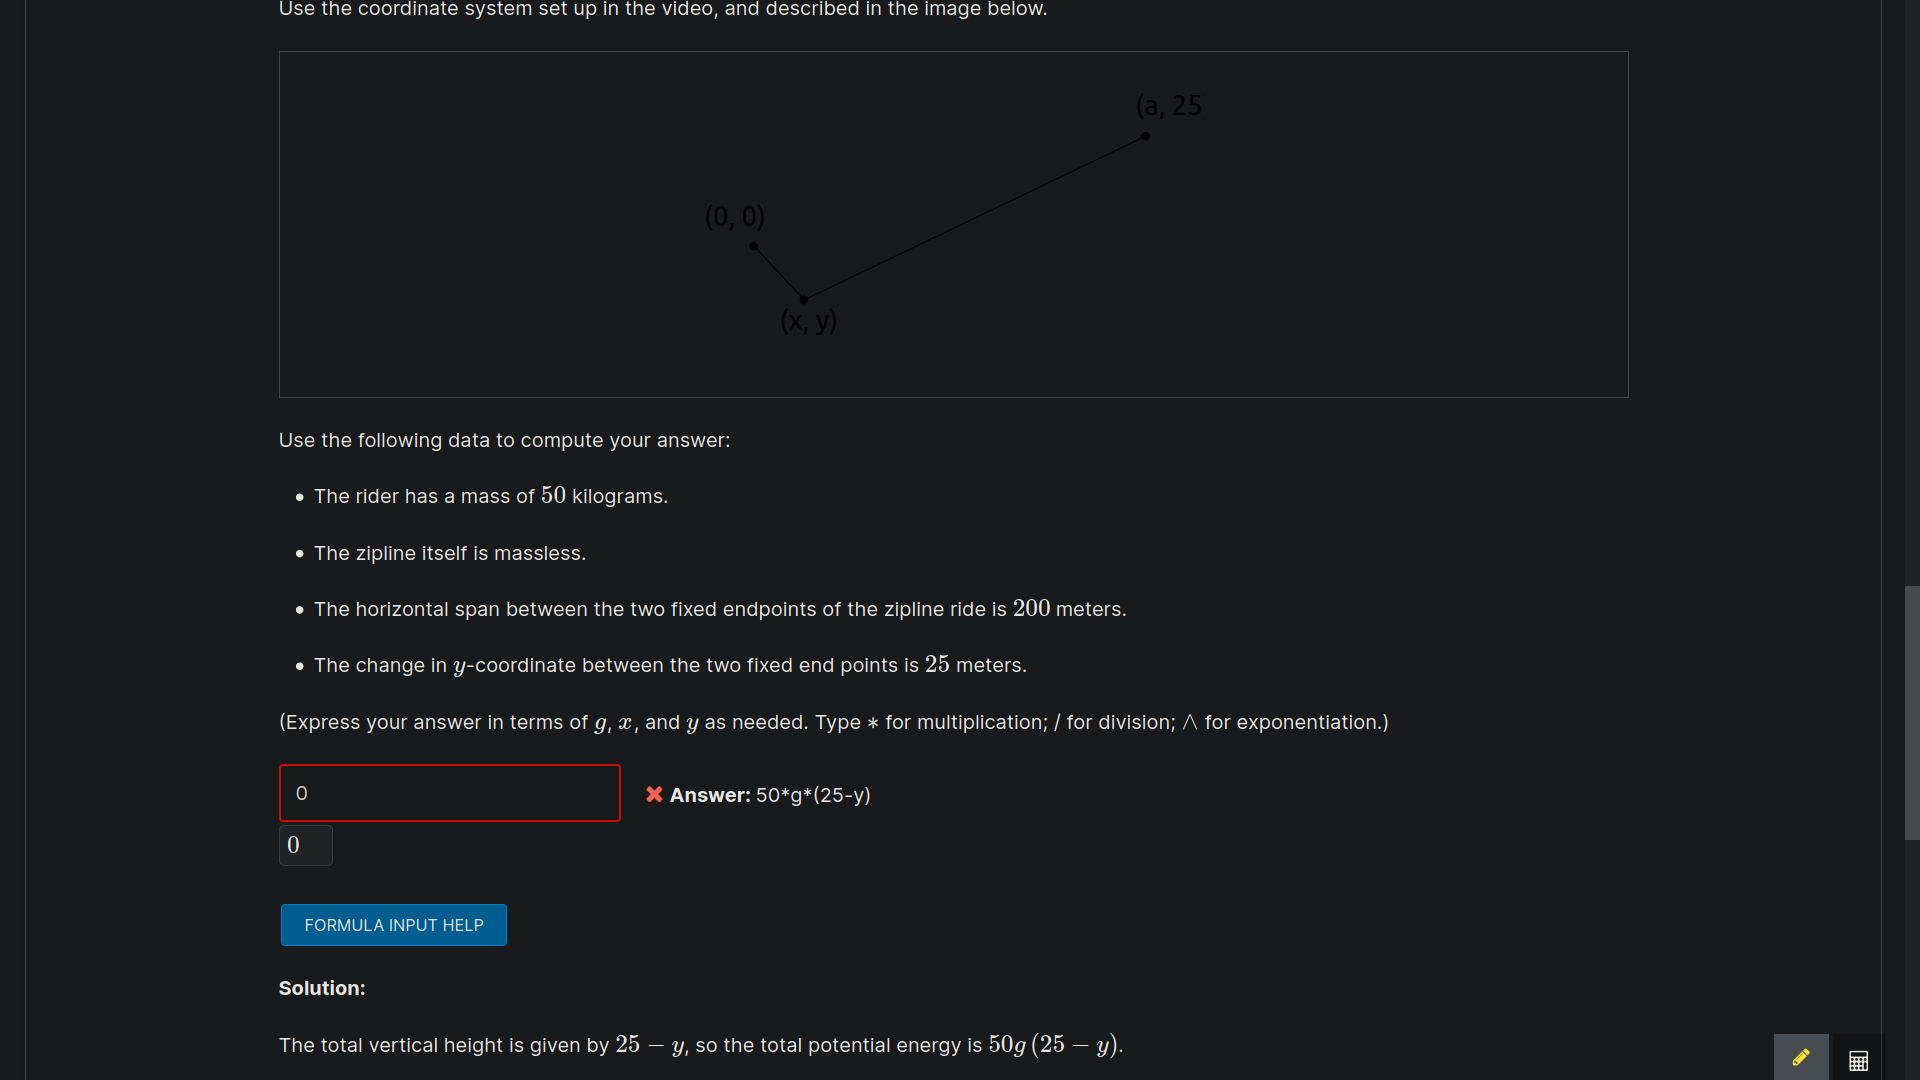 Use the coordinate system set up in the video, and described in the image below.
(a, 25
(0, 0)
(x, y)
Use the following data to compute your answer:
• The rider has a mass of 50 kilograms.
• The zipline itself is massless.
• The horizontal span between the two fixed endpoints of the zipline ride is 200 meters.
• The change in y-coordinate between the two fixed end points is 25 meters.
(Express your answer in terms of g, x, and y as needed. Type * for multiplication; / for division; ∧ for exponentiation.)
0
Answer: 50*g*(25-y)
0
FORMULA INPUT HELP
Solution:
The total vertical height is given by 25 − y, so the total potential energy is 50g (25 − y).